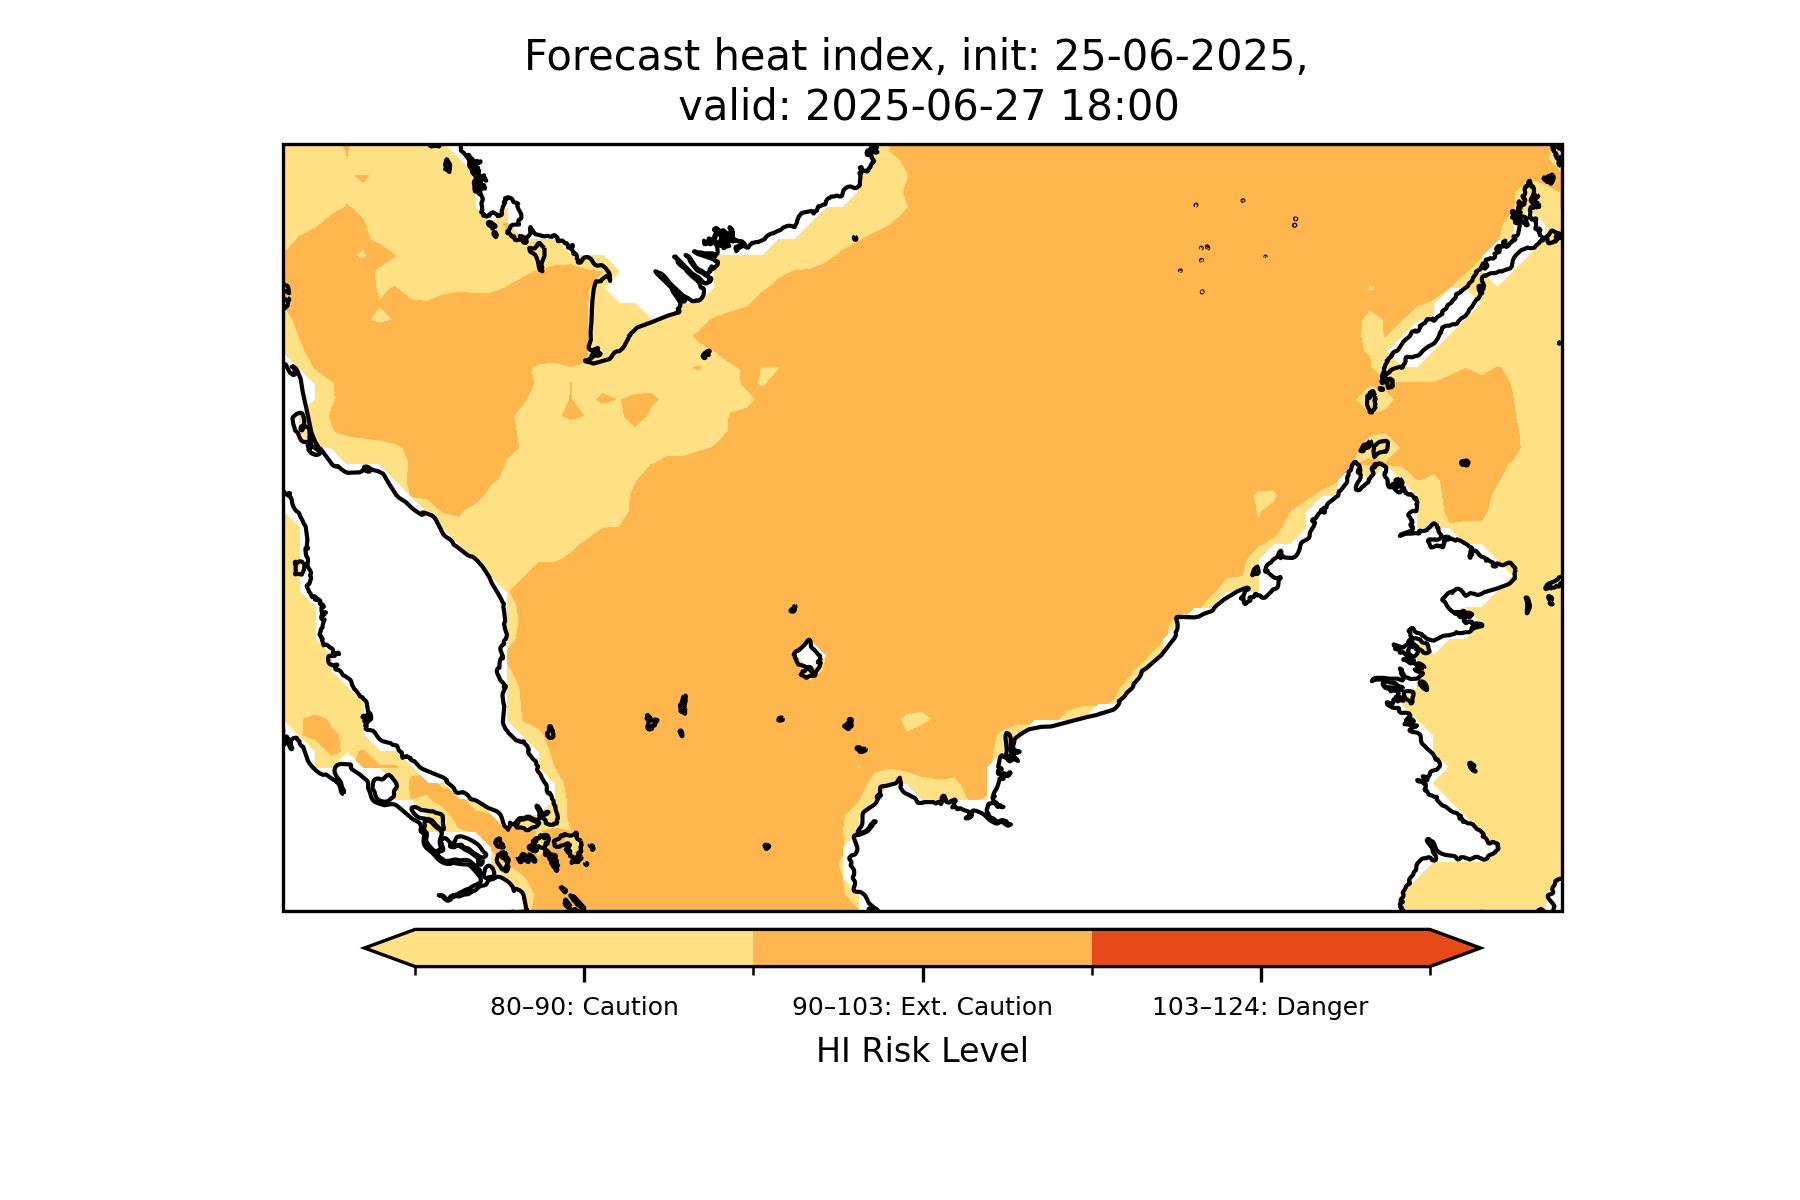 Forecast heat index, init: 25-06-2025,
valid: 2025-06-27 18:00
80–90: Caution
90–103: Ext. Caution
103–124: Danger
HI Risk Level